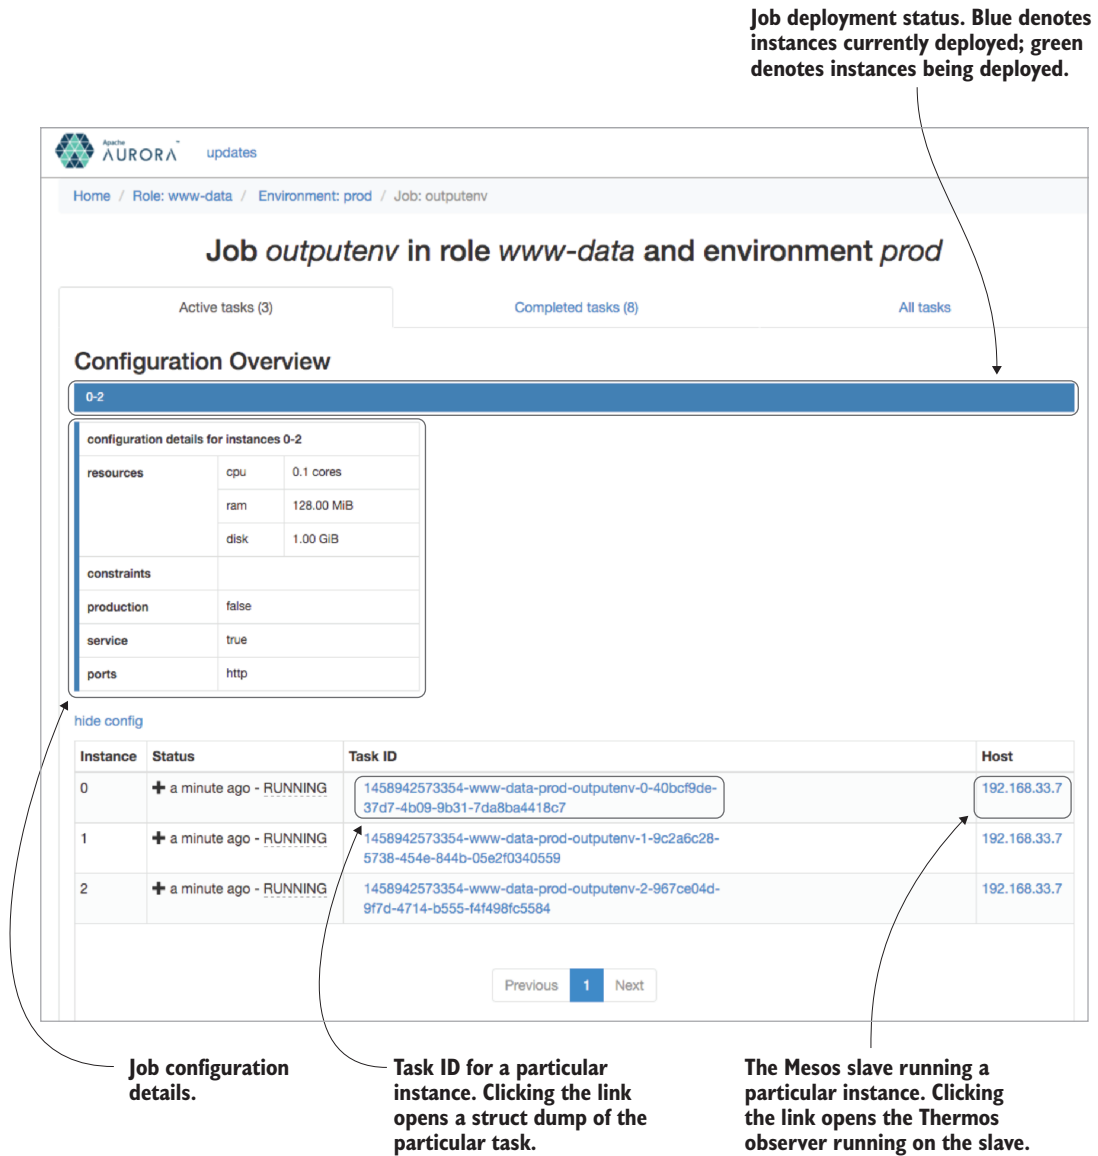 Job deployment status. Blue denotes
instances currently deployed; green
denotes instances being deployed.
Apache
AURORA™ updates
Home / Role: www-data / Environment: prod / Job: outputenv
Job outputenv in role www-data and environment prod
Active tasks (3) Completed tasks (8) All tasks
Configuration Overview
0-2
configuration details for instances 0-2
resources cpu 0.1 cores
ram 128.00 MiB
disk 1.00 GiB
constraints
production false
service true
ports http
hide config
Instance Status Task ID Host
0 + a minute ago - RUNNING 1458942573354-www-data-prod-outputenv-0-40bcf9de- 192.168.33.7
37d7-4b09-9b31-7da8ba4418c7
1 + a minute ago - RUNNING 1458942573354-www-data-prod-outputenv-1-9c2a6c28- 192.168.33.7
5738-454e-844b-05e2f0340559
2 + a minute ago - RUNNING 1458942573354-www-data-prod-outputenv-2-967ce04d- 192.168.33.7
9f7d-4714-b555-f4f498fc5584
Previous 1 Next
Job configuration
details.
Task ID for a particular
instance. Clicking the link
opens a struct dump of the
particular task.
The Mesos slave running a
particular instance. Clicking
the link opens the Thermos
observer running on the slave.